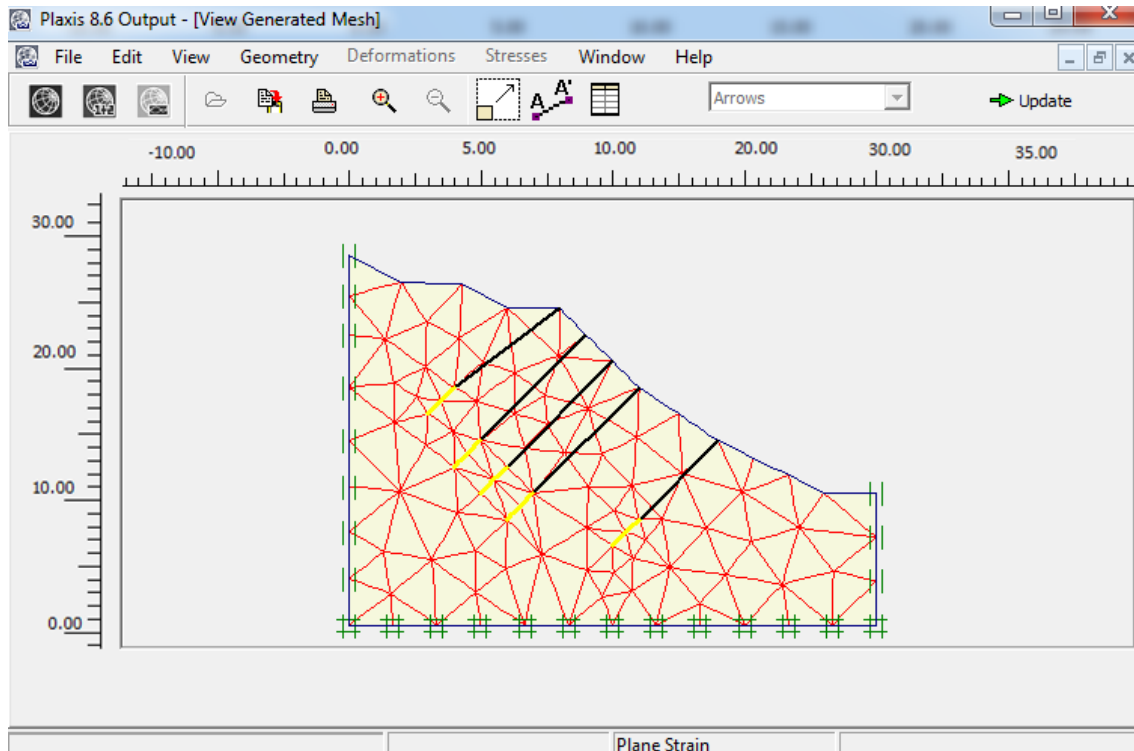 Plaxis 8.6 Output - [View Generated Mesh]
File Edit View Geometry Deformations Stresses Window Help
Arrows Update
-10.00 0.00 5.00 10.00 20.00 30.00 35.00
30.00
20.00
10.00
0.00
Plane Strain